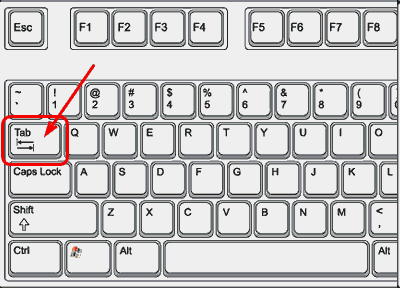 Esc F1 F2 F3 F4 F5 F6 F7 F8
~ ! @ # $ % ^ & * (
` 1 2 3 4 5 6 7 8 9
Tab Q W E R T Y U I O
Caps Lock A S D F G H J K L
Shift Z X C V B N M <
,
Ctrl Alt Alt